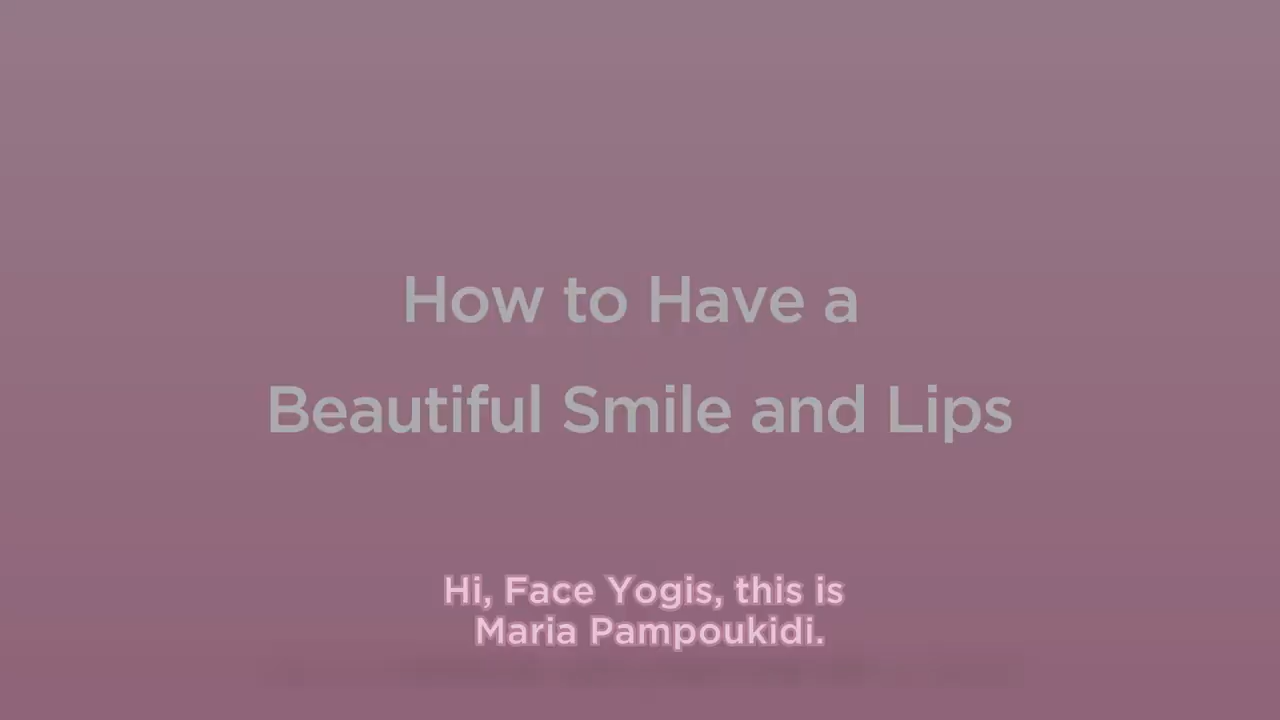 How to Have a
Beautiful Smile and Lips
Hi, Face Yogis, this is
Maria Pampoukidi.